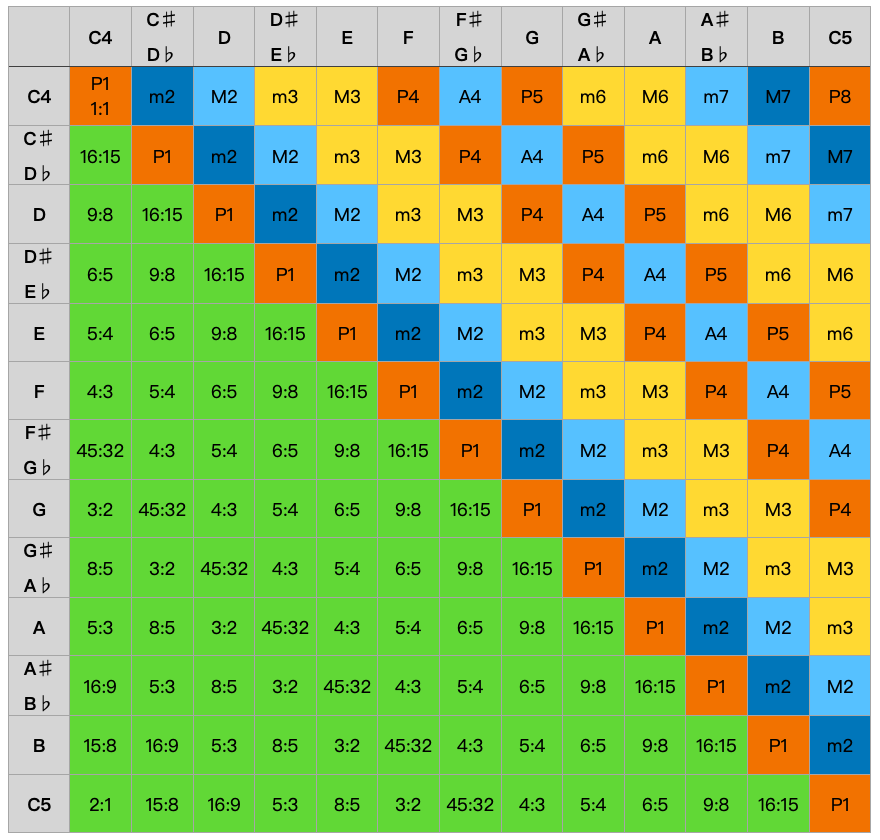 C4 C♯ D♭ D D♯ E♭ E F F♯ G♭ G G♯ A♭ A A♯ B♭ B C5
C4 P1 1:1 m2 M2 m3 M3 P4 A4 P5 m6 M6 m7 M7 P8
C♯ D♭ 16:15 P1 m2 M2 m3 M3 P4 A4 P5 m6 M6 m7 M7
D 9:8 16:15 P1 m2 M2 m3 M3 P4 A4 P5 m6 M6 m7
D♯ E♭ 6:5 9:8 16:15 P1 m2 M2 m3 M3 P4 A4 P5 m6 M6
E 5:4 6:5 9:8 16:15 P1 m2 M2 m3 M3 P4 A4 P5 m6
F 4:3 5:4 6:5 9:8 16:15 P1 m2 M2 m3 M3 P4 A4 P5
F♯ G♭ 45:32 4:3 5:4 6:5 9:8 16:15 P1 m2 M2 m3 M3 P4 A4
G 3:2 45:32 4:3 5:4 6:5 9:8 16:15 P1 m2 M2 m3 M3 P4
G♯ A♭ 8:5 3:2 45:32 4:3 5:4 6:5 9:8 16:15 P1 m2 M2 m3 M3
A 5:3 8:5 3:2 45:32 4:3 5:4 6:5 9:8 16:15 P1 m2 M2 m3
A♯ B♭ 16:9 5:3 8:5 3:2 45:32 4:3 5:4 6:5 9:8 16:15 P1 m2 M2
B 15:8 16:9 5:3 8:5 3:2 45:32 4:3 5:4 6:5 9:8 16:15 P1 m2
C5 2:1 15:8 16:9 5:3 8:5 3:2 45:32 4:3 5:4 6:5 9:8 16:15 P1